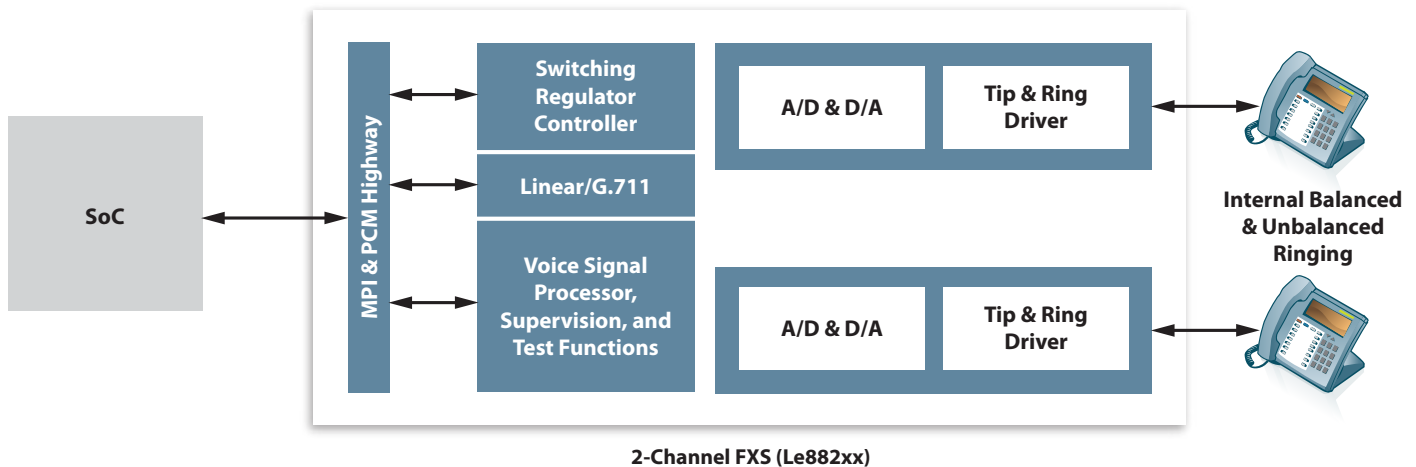 SoC
MPI & PCM Highway
Switching
Regulator
Controller
Linear/G.711
Voice Signal
Processor,
Supervision, and
Test Functions
A/D & D/A
Tip & Ring
Driver
A/D & D/A
Tip & Ring
Driver
Internal Balanced
& Unbalanced
Ringing
2-Channel FXS (Le882xx)